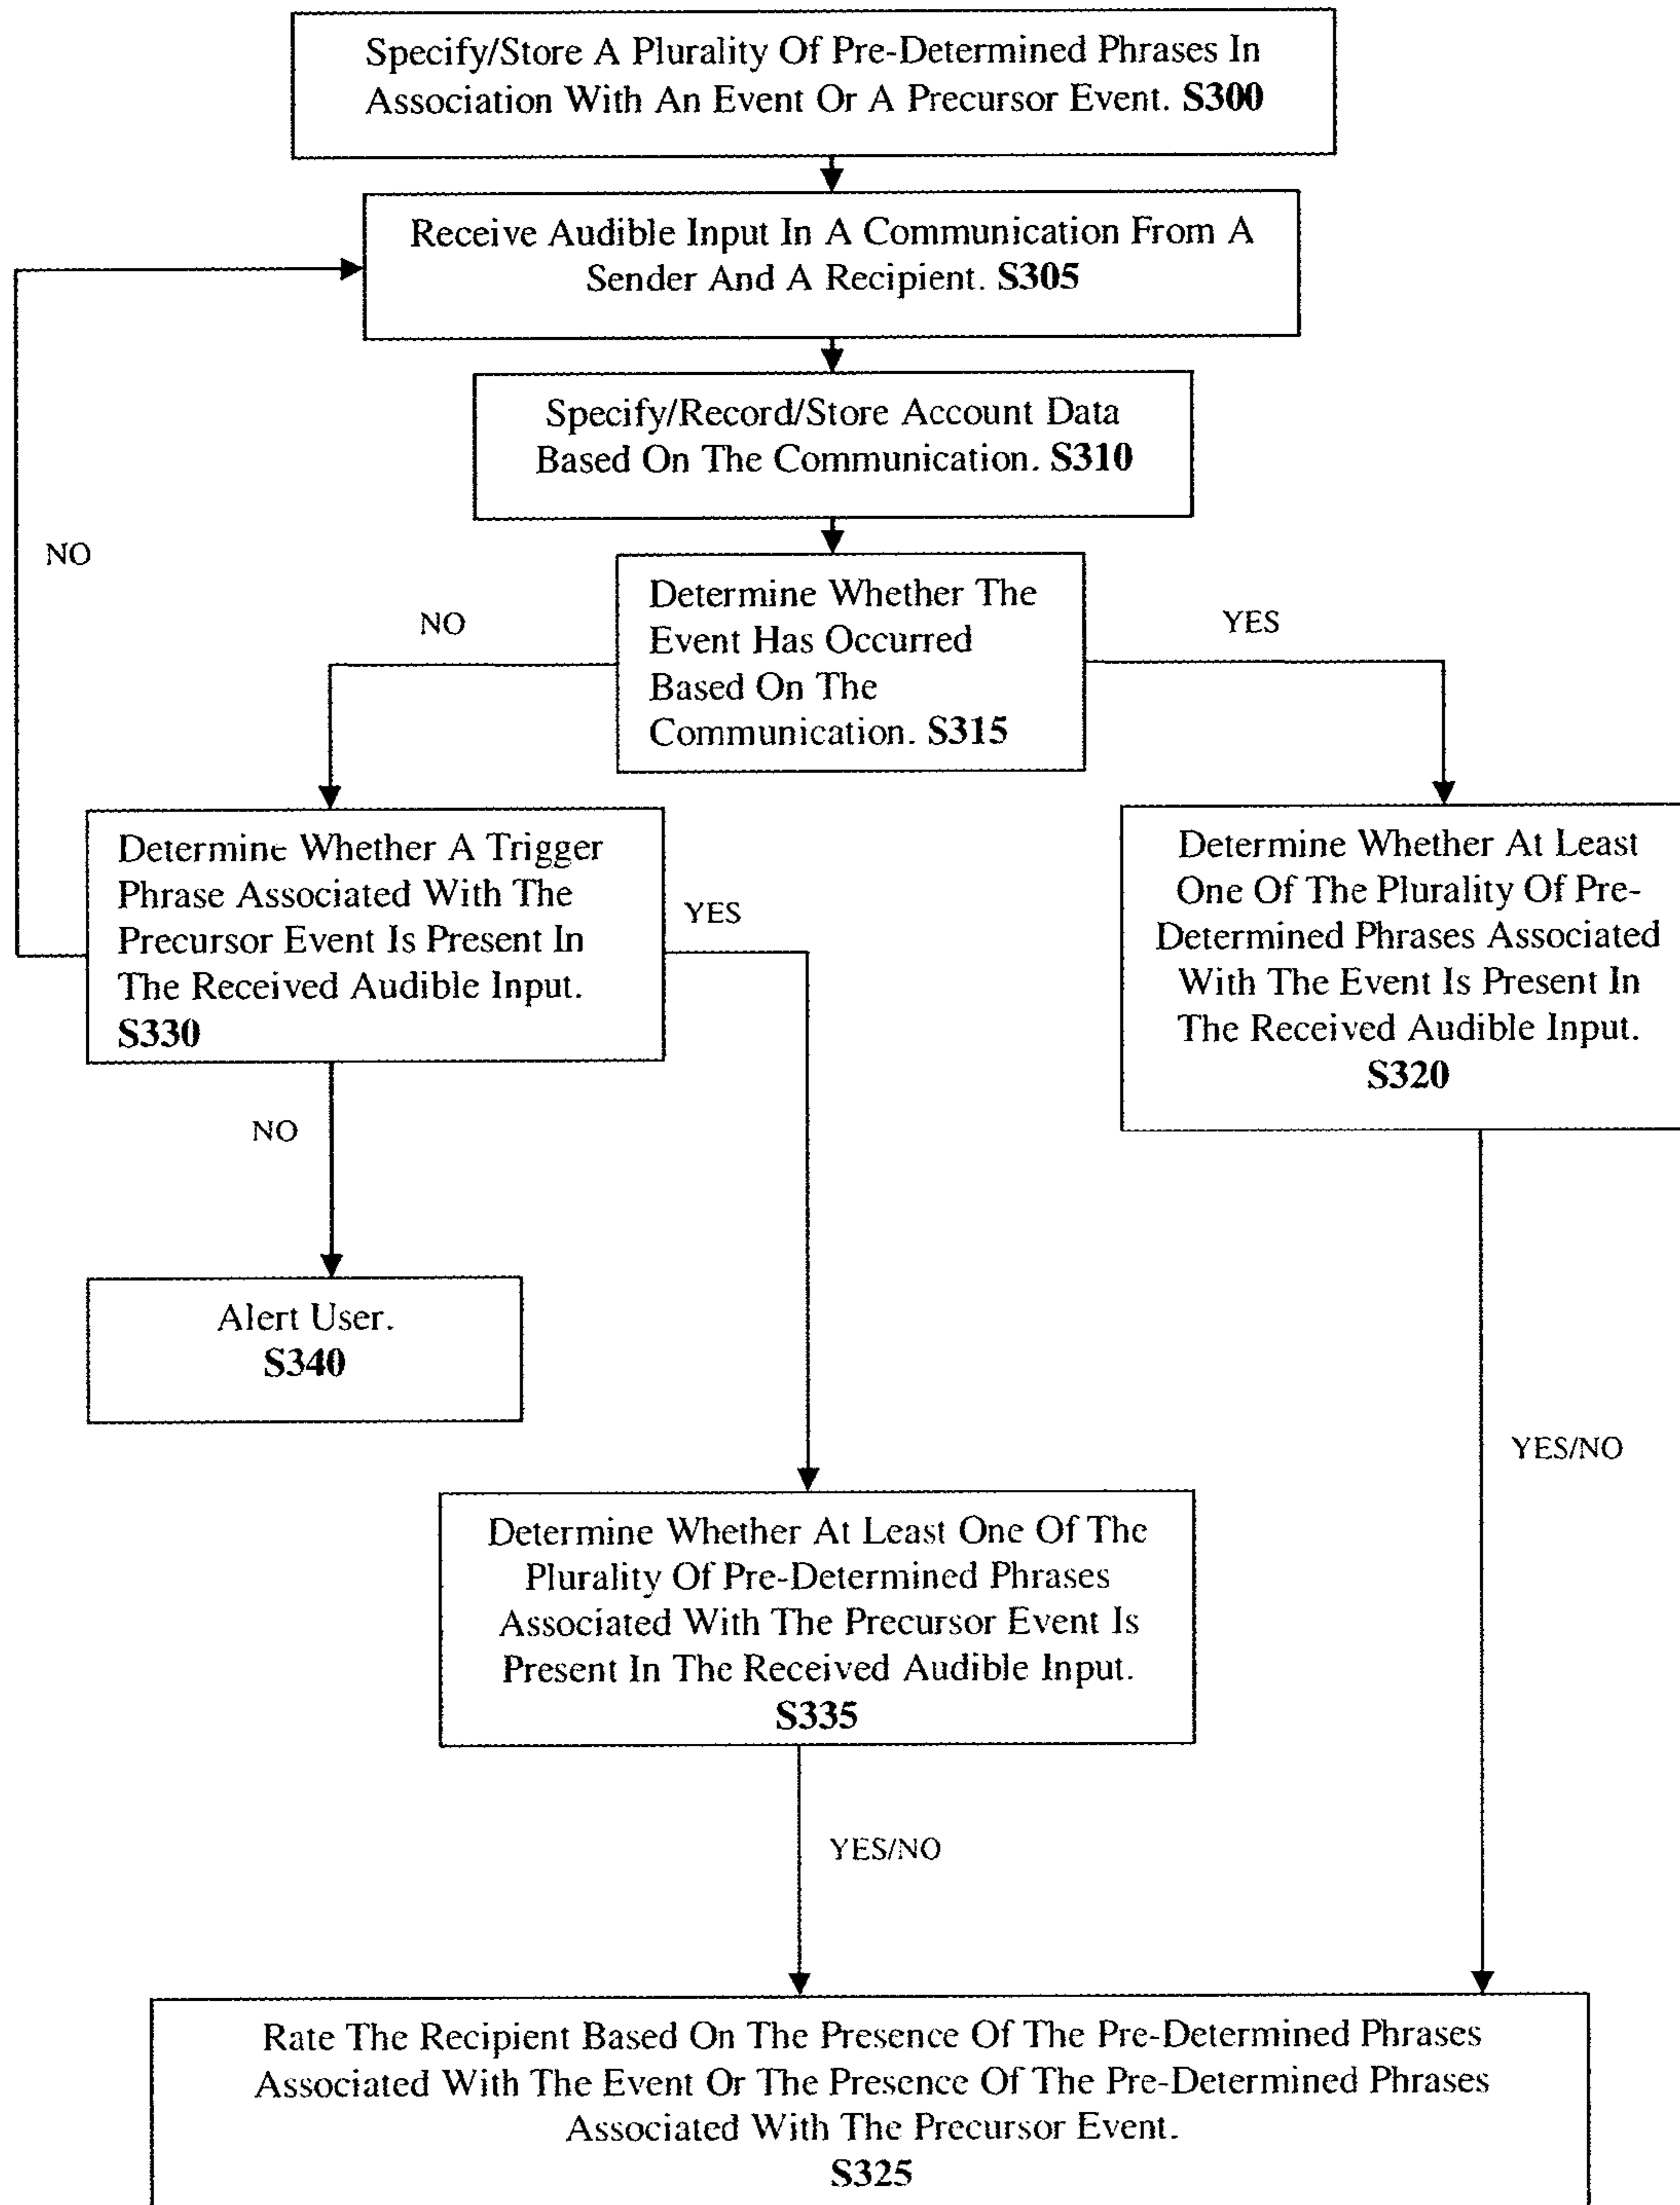 Specify/Store A Plurality Of Pre-Determined Phrases In
Association With An Event Or A Precursor Event. S300
Receive Audible Input In A Communication From A
Sender And A Recipient. S305
Specify/Record/Store Account Data
Based On The Communication. S310
NO
Determine Whether The
Event Has Occurred
Based On The
Communication. S315
NO
YES
Determine Whether A Trigger
Phrase Associated With The
Precursor Event Is Present In
The Received Audible Input.
S330
YES
Determine Whether At Least
One Of The Plurality Of Pre-
Determined Phrases Associated
With The Event Is Present In
The Received Audible Input.
S320
NO
Alert User.
S340
YES/NO
Determine Whether At Least One Of The
Plurality Of Pre-Determined Phrases
Associated With The Precursor Event Is
Present In The Received Audible Input.
S335
YES/NO
Rate The Recipient Based On The Presence Of The Pre-Determined Phrases
Associated With The Event Or The Presence Of The Pre-Determined Phrases
Associated With The Precursor Event.
S325